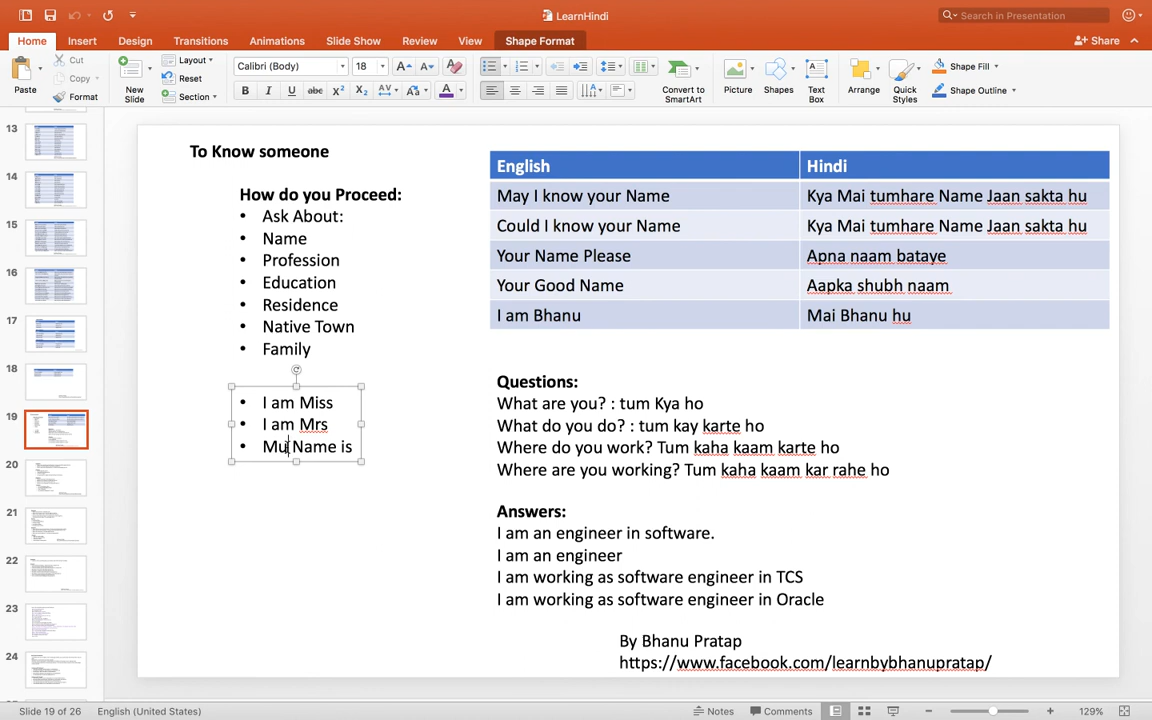 LearnHindi
Search in Presentation
Home Insert Design Transitions Animations Slide Show Review View Shape Format
Share
Paste
Cut
Copy
Format
New
Slide
Layout
Reset
Section
Calibri (Body) 18
Convert to
SmartArt
Picture
Shapes
Text
Box
Arrange
Quick
Styles
Shape Fill
Shape Outline
13
14
15
16
17
18
19
20
21
22
23
24
To Know someone
How do you Proceed:
• Ask About:
• Name
• Profession
• Education
• Residence
• Native Town
• Family
• I am Miss
• I am Mrs
• Mu Name is
English Hindi
May I know your Name Kya Mai tumhare Name Jaan sakta hu
Could I know your Name Kya Mai tumhare Name Jaan sakta hu
Your Name Please Apna naam bataye
Your Good Name Aapka shubh naam
I am Bhanu Mai Bhanu hu
Questions:
What are you? : tum Kya ho
What do you do? : tum kay karte ho
Where do you work? Tum kaha kaam karte ho
Where are you working? Tum kaha kaam kar rahe ho
Answers:
I am an engineer in software.
I am an engineer
I am working as software engineer in TCS
I am working as software engineer in Oracle
By Bhanu Pratap
https://www.facebook.com/learnbybhanupratap/
Slide 19 of 26 English (United States) Notes Comments 129%